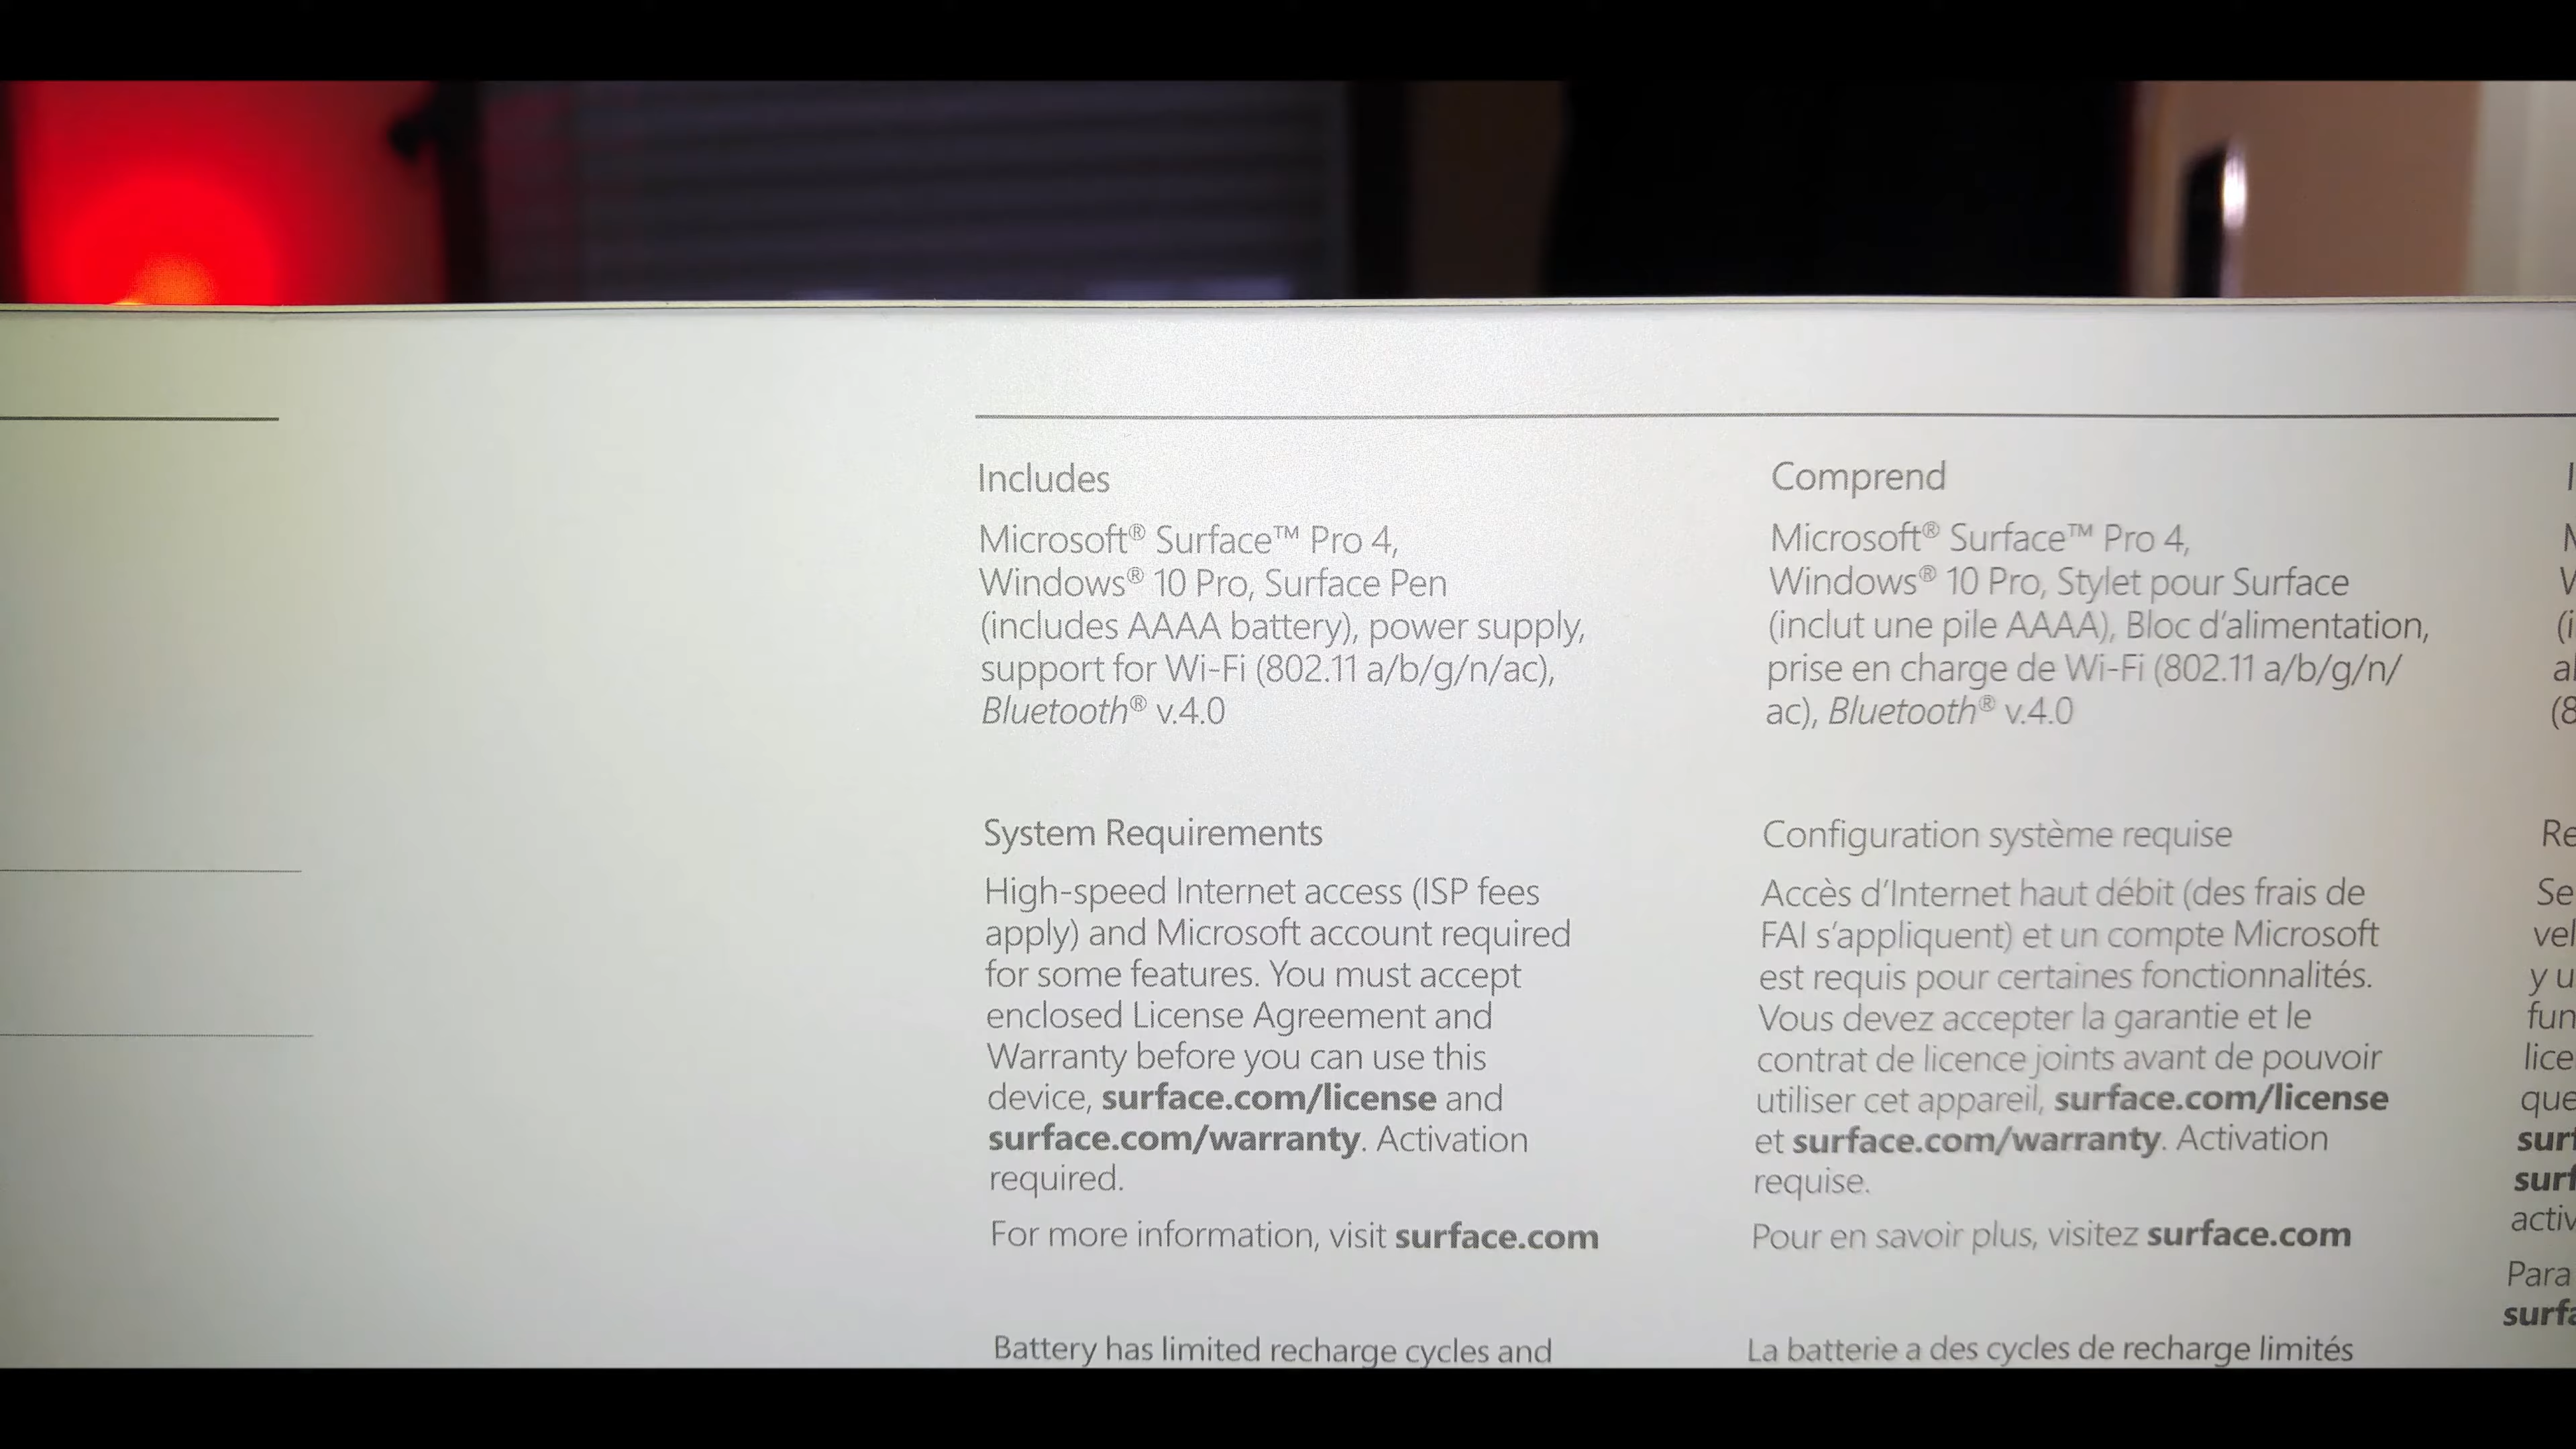 Includes
Microsoft® Surface™ Pro 4,
Windows® 10 Pro, Surface Pen
(includes AAAA battery), power supply,
support for Wi-Fi (802.11 a/b/g/n/ac),
Bluetooth® v.4.0
System Requirements
High-speed Internet access (ISP fees
apply) and Microsoft account required
for some features. You must accept
enclosed License Agreement and
Warranty before you can use this
device, surface.com/license and
surface.com/warranty. Activation
required.
For more information, visit surface.com
Battery has limited recharge cycles and
Comprend
Microsoft® Surface™ Pro 4,
Windows® 10 Pro, Stylet pour Surface
(inclut une pile AAAA), Bloc d'alimentation,
prise en charge de Wi-Fi (802.11 a/b/g/n/
ac), Bluetooth® v.4.0
Configuration système requise
Accès d'Internet haut débit (des frais de
FAI s'appliquent) et un compte Microsoft
est requis pour certaines fonctionnalités.
Vous devez accepter la garantie et le
contrat de licence joints avant de pouvoir
utiliser cet appareil, surface.com/license
et surface.com/warranty. Activation
requise.
Pour en savoir plus, visitez surface.com
La batterie a des cycles de recharge limités
Para